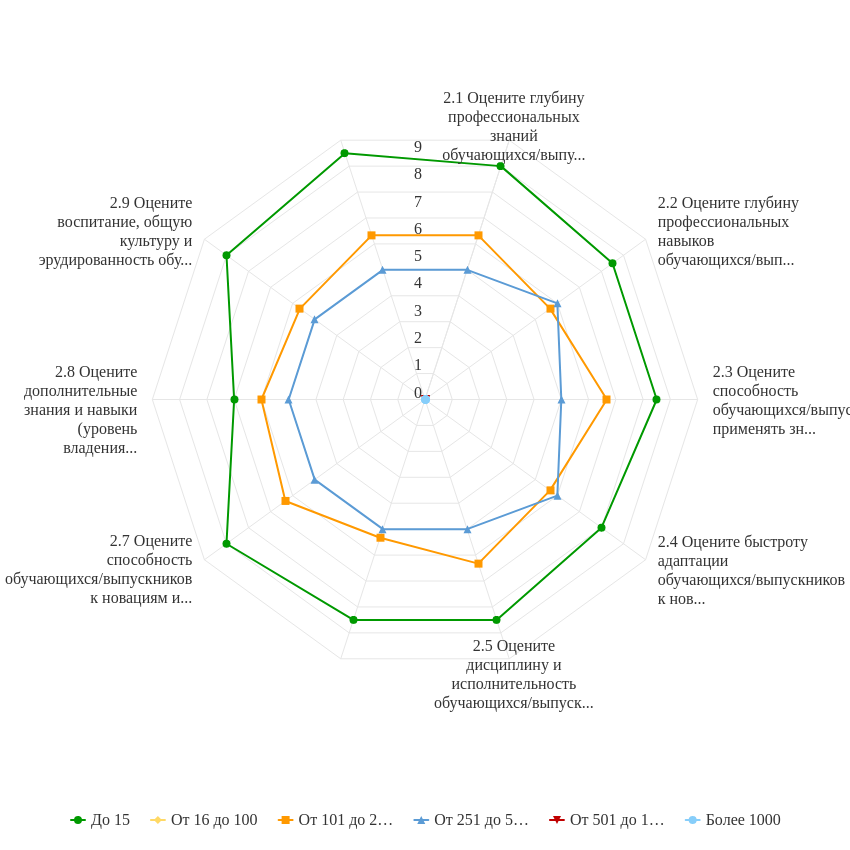 2.1 Оцените глубину
профессиональных
знаний
обучающихся/выпу...
2.2 Оцените глубину
профессиональных
навыков
обучающихся/вып...
2.3 Оцените
способность
обучающихся/выпус
применять зн...
2.4 Оцените быстроту
адаптации
обучающихся/выпускников
к нов...
2.5 Оцените
дисциплину и
исполнительность
обучающихся/выпуск...
2.7 Оцените
способность
обучающихся/выпускников
к новациям и...
2.8 Оцените
дополнительные
знания и навыки
(уровень
владения...
2.9 Оцените
воспитание, общую
культуру и
эрудированность обу...
9
8
7
6
5
4
3
2
1
0
До 15
От 16 до 100
От 101 до 2…
От 251 до 5…
От 501 до 1…
Более 1000